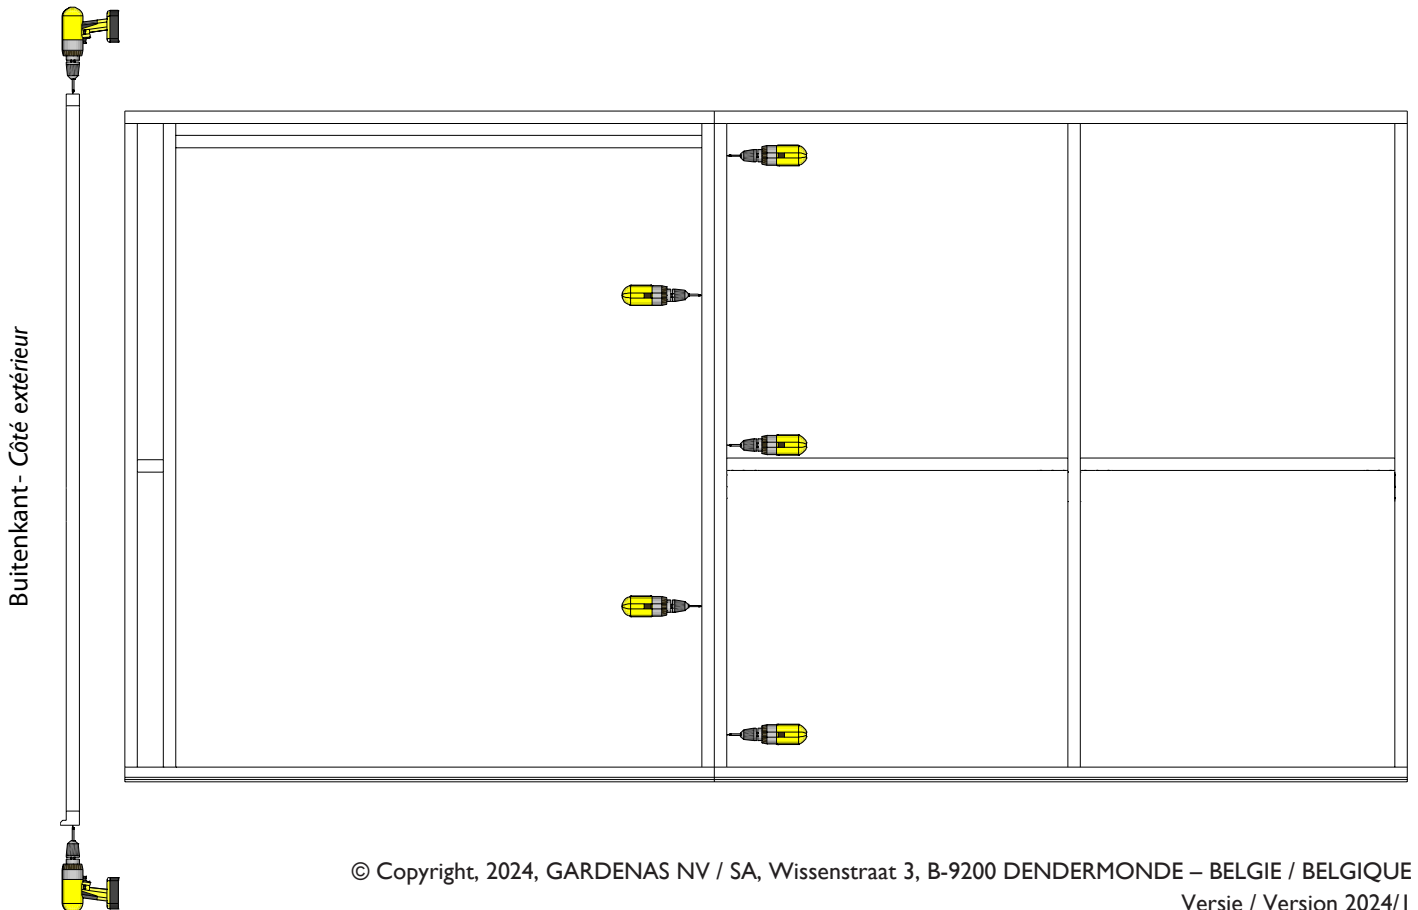 Buitenkant - Côté extérieur
© Copyright, 2024, GARDENAS NV / SA, Wissenstraat 3, B-9200 DENDERMONDE – BELGIE / BELGIQUE
Versie / Version 2024/1